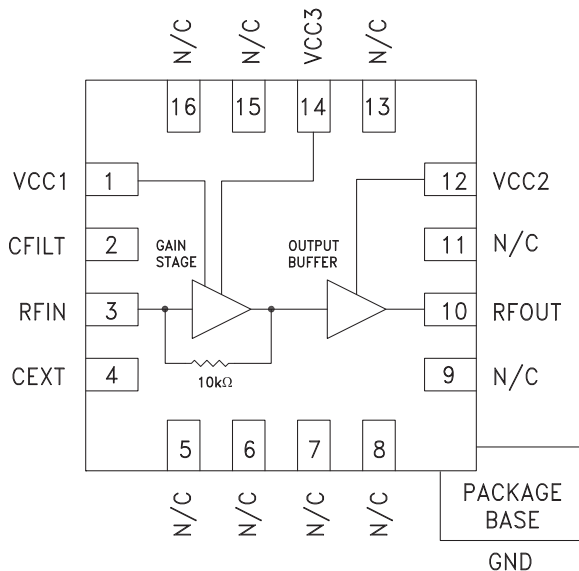 N/C
N/C
VCC3
N/C
16
15
14
13
VCC1
1
12
VCC2
CFILT
2
GAIN
STAGE
OUTPUT
BUFFER
11
N/C
RFIN
3
10
RFOUT
CEXT
4
10kΩ
9
N/C
5
6
7
8
N/C
N/C
N/C
N/C
PACKAGE
BASE
GND